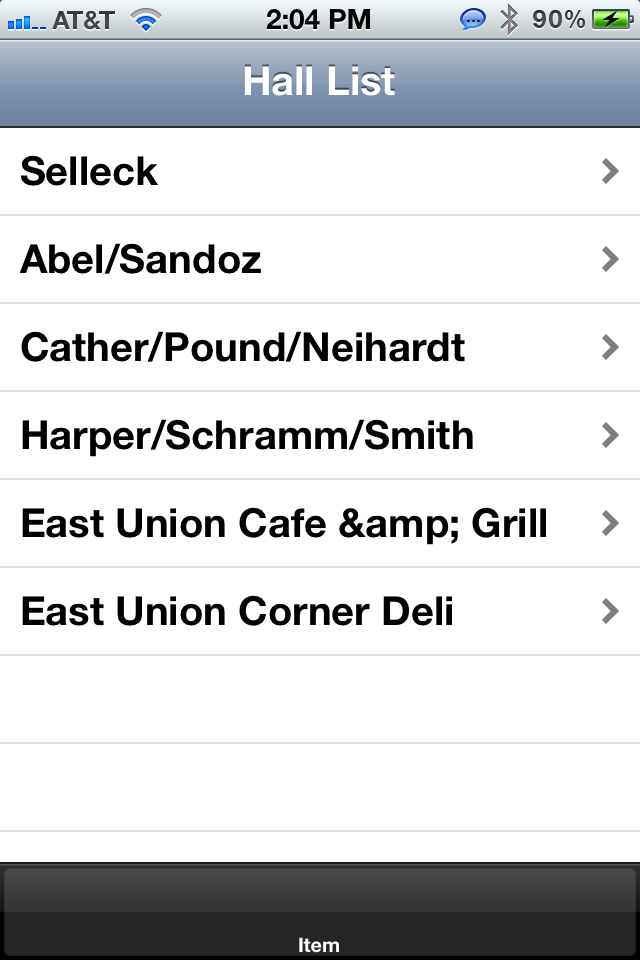 AT&T 2:04 PM 90%
Hall List
Selleck
Abel/Sandoz
Cather/Pound/Neihardt
Harper/Schramm/Smith
East Union Cafe &amp; Grill
East Union Corner Deli
Item